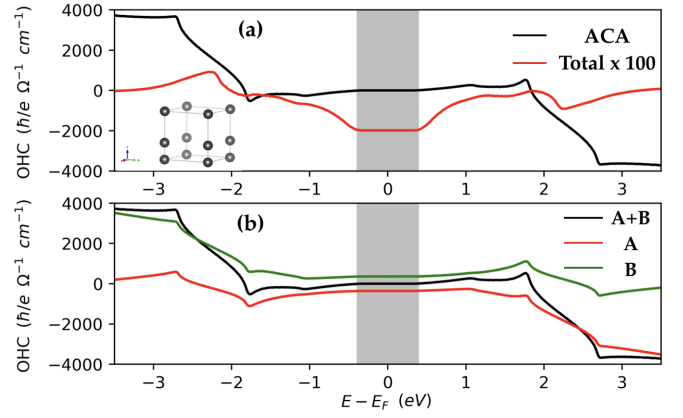 4000
2000
0
−2000
−4000
OHC (ħ/e Ω⁻¹ cm⁻¹)
(a)
ACA
Total x 100
−3 −2 −1 0 1 2 3
4000
2000
0
−2000
−4000
OHC (ħ/e Ω⁻¹ cm⁻¹)
(b)
A+B
A
B
−3 −2 −1 0 1 2 3
E − E_F (eV)